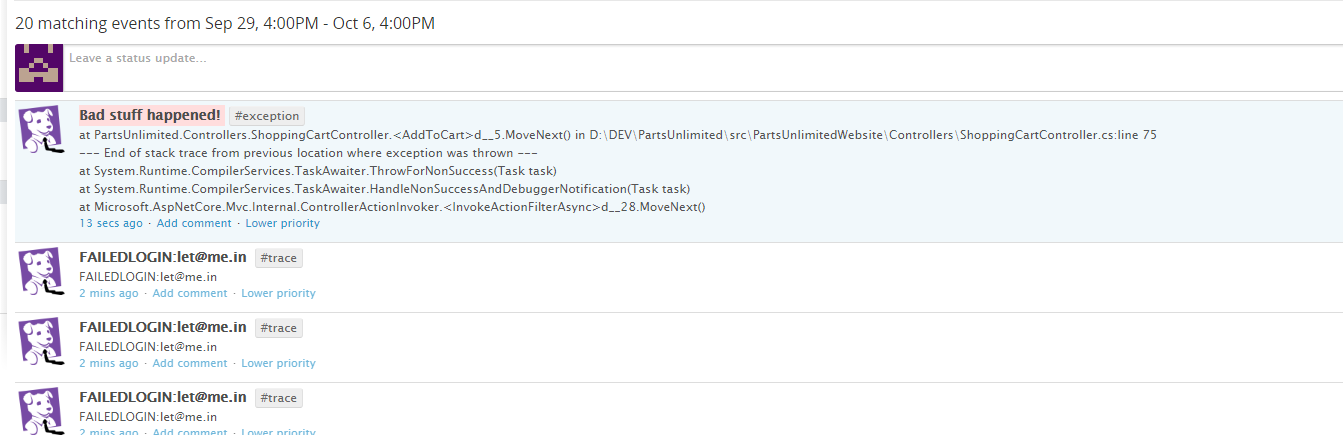 20 matching events from Sep 29, 4:00PM - Oct 6, 4:00PM
Leave a status update...
Bad stuff happened! #exception
at PartsUnlimited.Controllers.ShoppingCartController.<AddToCart>d__5.MoveNext() in D:\DEV\PartsUnlimited\src\PartsUnlimitedWebsite\Controllers\ShoppingCartController.cs:line 75
--- End of stack trace from previous location where exception was thrown ---
at System.Runtime.CompilerServices.TaskAwaiter.ThrowForNonSuccess(Task task)
at System.Runtime.CompilerServices.TaskAwaiter.HandleNonSuccessAndDebuggerNotification(Task task)
at Microsoft.AspNetCore.Mvc.Internal.ControllerActionInvoker.<InvokeActionFilterAsync>d__28.MoveNext()
13 secs ago · Add comment · Lower priority
FAILEDLOGIN:let@me.in #trace
FAILEDLOGIN:let@me.in
2 mins ago · Add comment · Lower priority
FAILEDLOGIN:let@me.in #trace
FAILEDLOGIN:let@me.in
2 mins ago · Add comment · Lower priority
FAILEDLOGIN:let@me.in #trace
FAILEDLOGIN:let@me.in
2 mins ago · Add comment · Lower priority